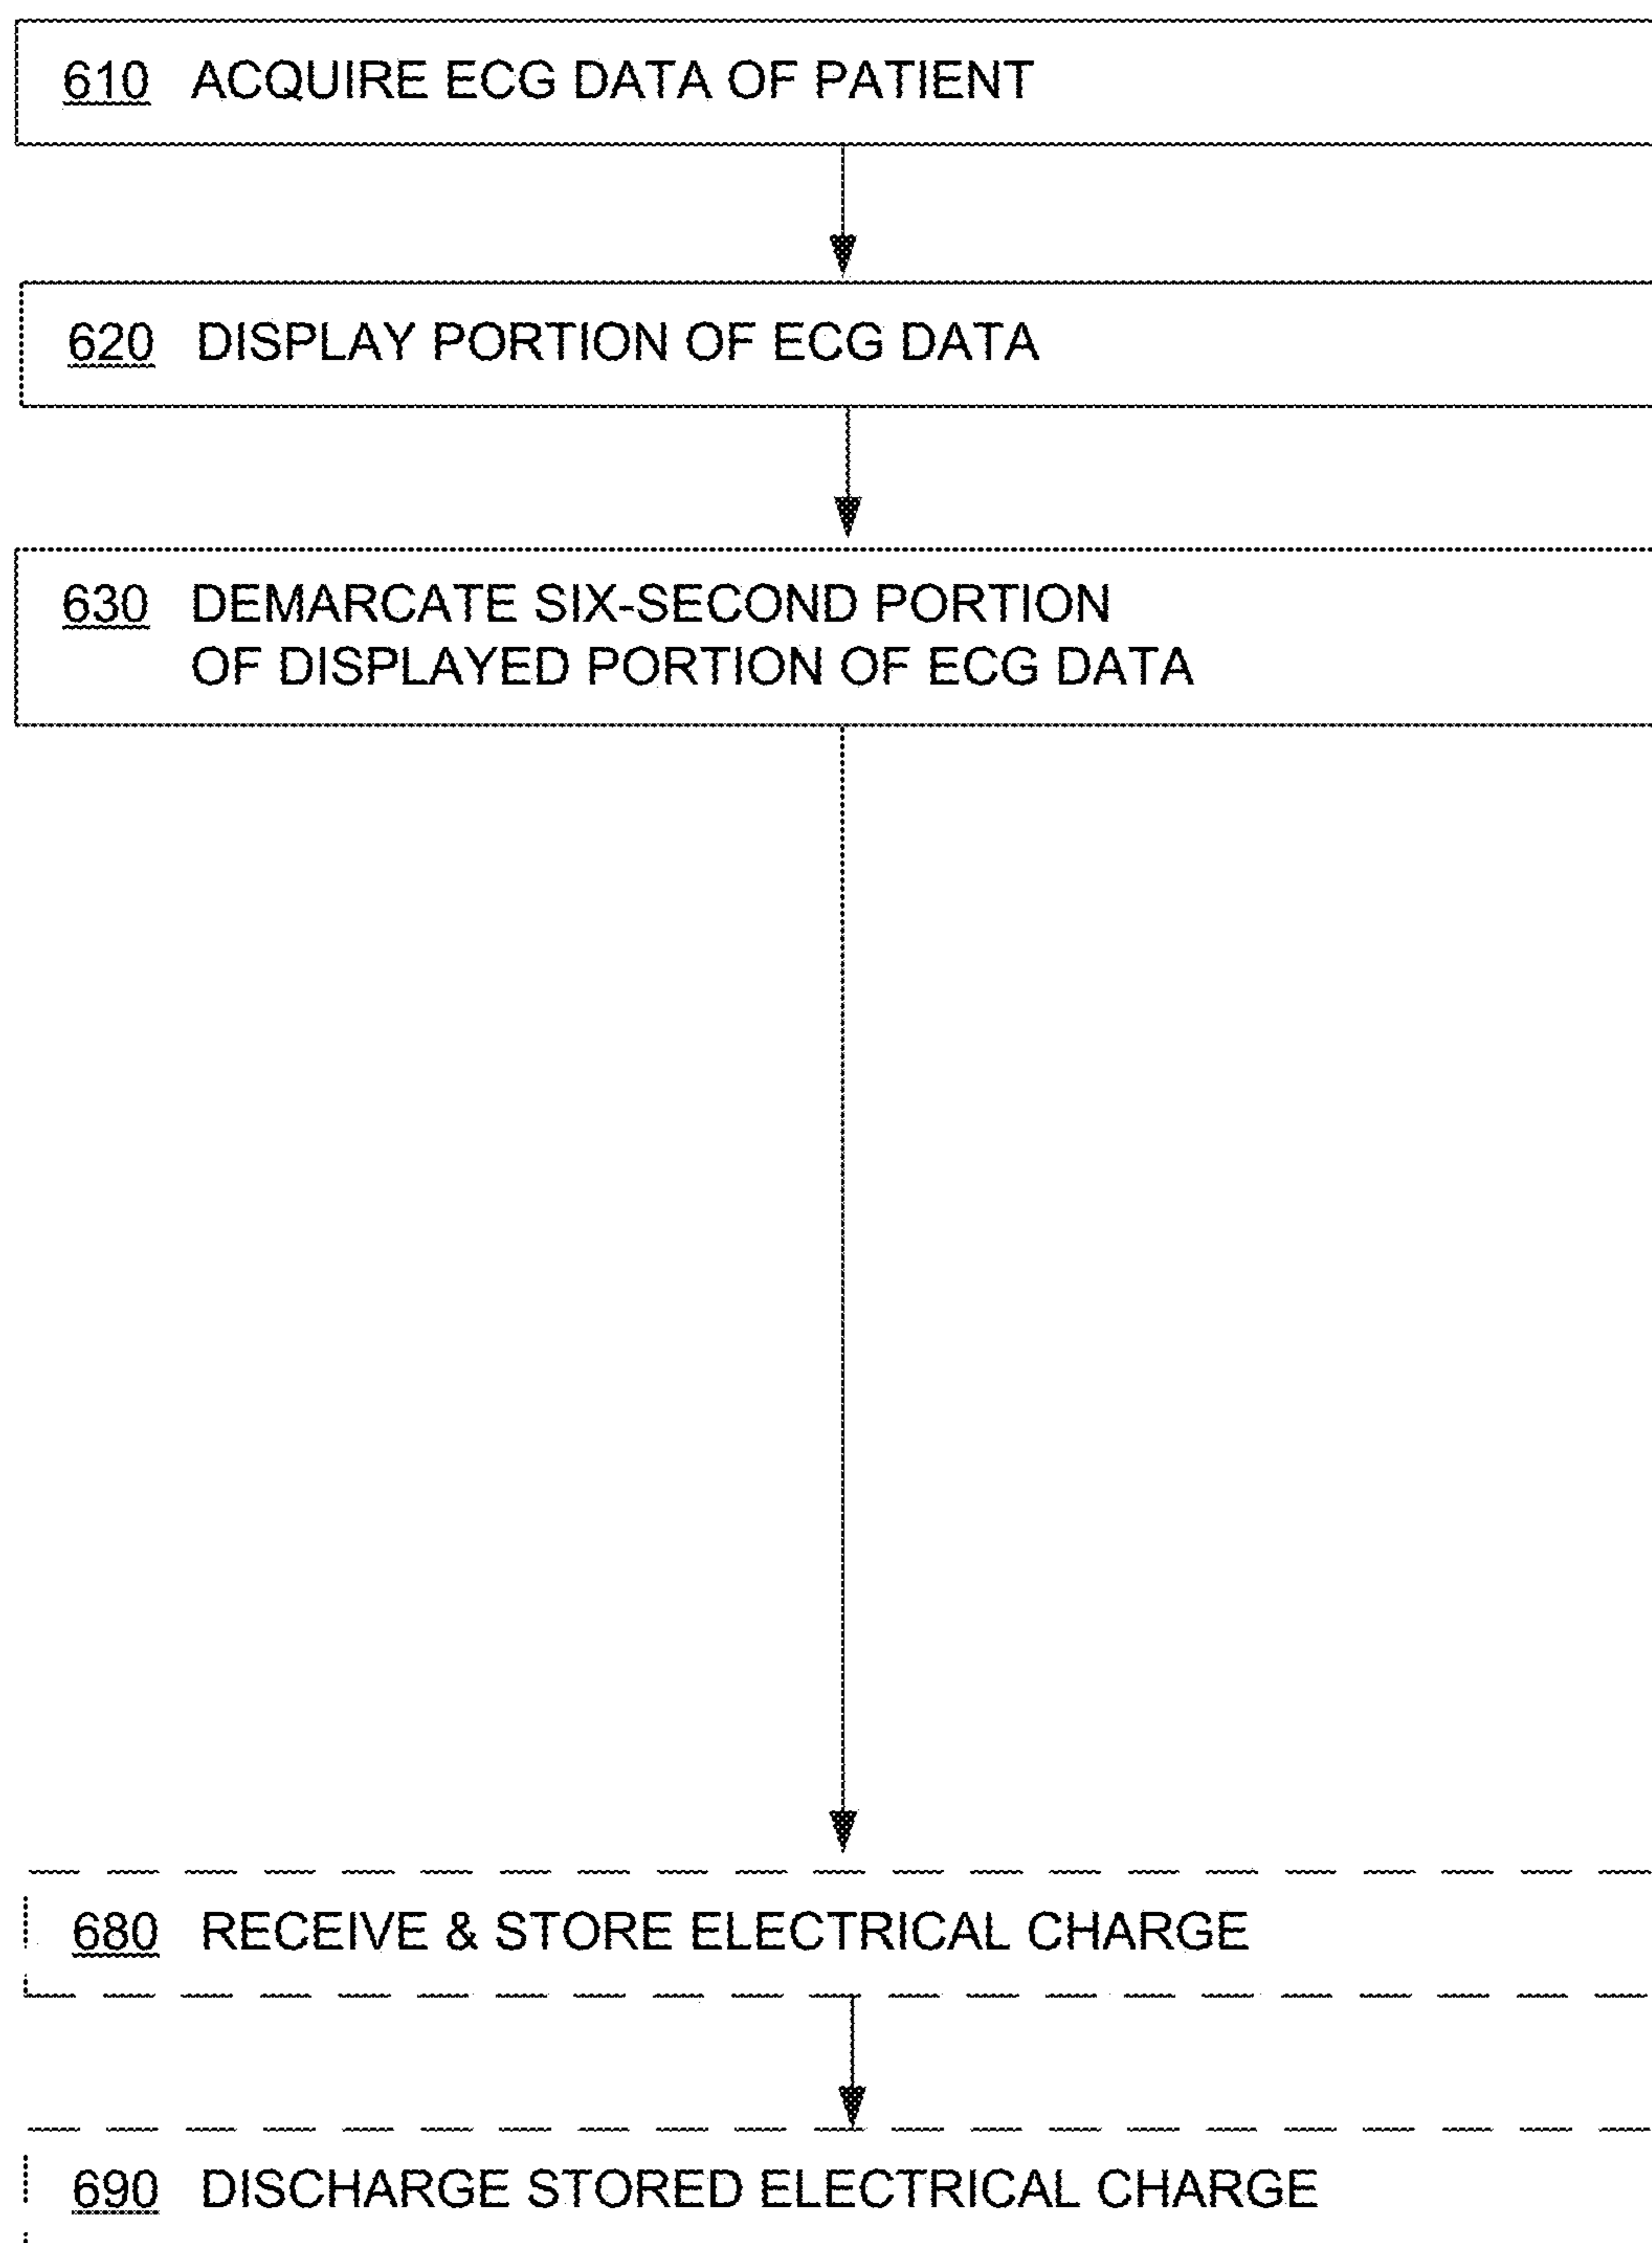 610 ACQUIRE ECG DATA OF PATIENT
620 DISPLAY PORTION OF ECG DATA
630 DEMARCATE SIX-SECOND PORTION
OF DISPLAYED PORTION OF ECG DATA
680 RECEIVE & STORE ELECTRICAL CHARGE
690 DISCHARGE STORED ELECTRICAL CHARGE